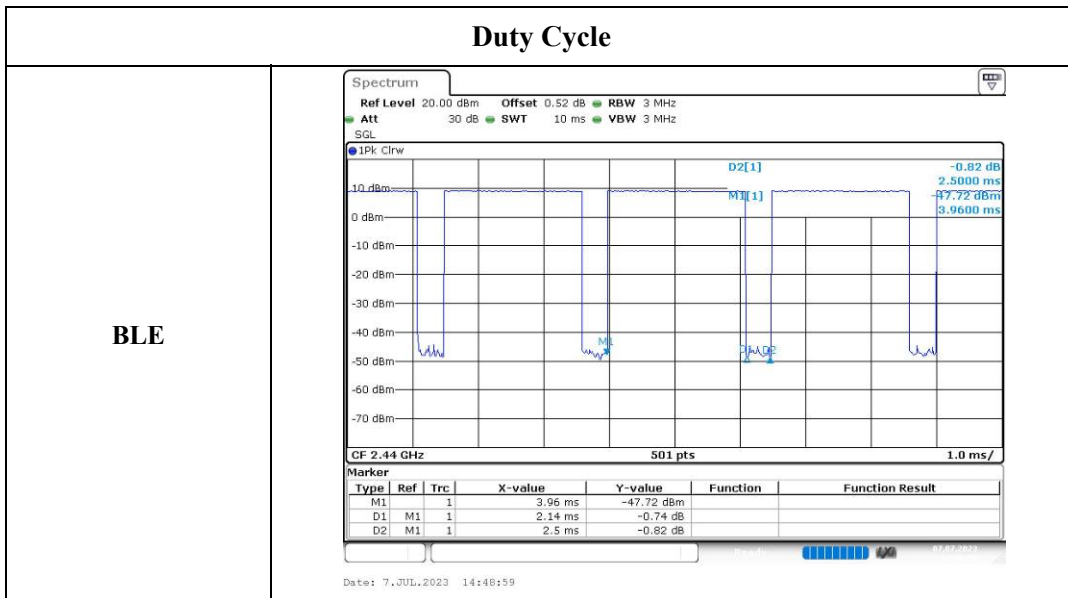 Duty Cycle
BLE
Spectrum
Ref Level 20.00 dBm Offset 0.52 dB RBW 3 MHz
Att 30 dB SWT 10 ms VBW 3 MHz
SGL
1Pk Clrw
D2[1] -0.82 dB
2.5000 ms
10 dBm
M1[1] -47.72 dBm
3.9600 ms
0 dBm
-10 dBm
-20 dBm
-30 dBm
-40 dBm
M1
D1 D2
-50 dBm
-60 dBm
-70 dBm
CF 2.44 GHz 501 pts 1.0 ms/
Marker
Type Ref Trc X-value Y-value Function Function Result
M1 1 3.96 ms -47.72 dBm
D1 M1 1 2.14 ms -0.74 dB
D2 M1 1 2.5 ms -0.82 dB
07.07.2023
Date: 7.JUL.2023 14:48:59